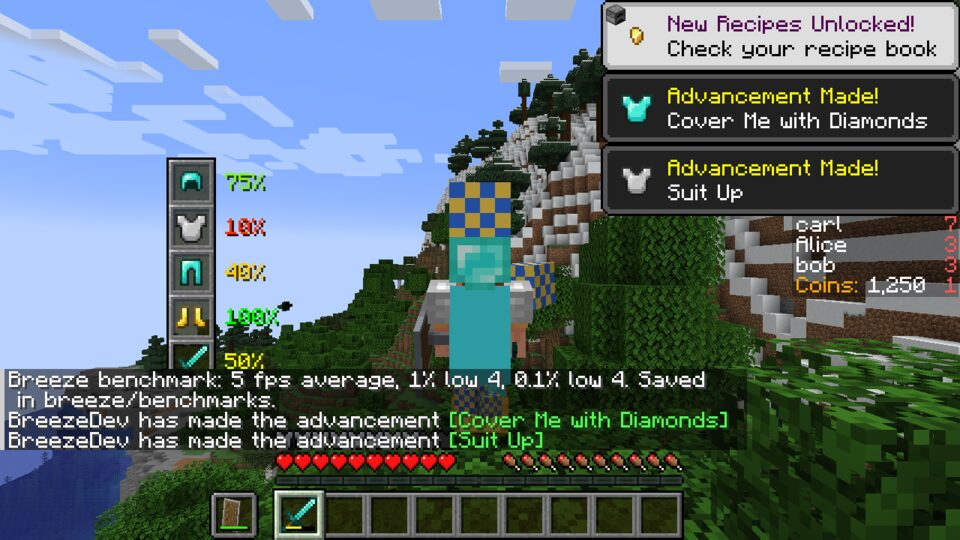 New Recipes Unlocked!
Check your recipe book
Advancement Made!
Cover Me with Diamonds
Advancement Made!
Suit Up
75%
10%
40%
100%
50%
carl 7
Alice 3
bob 3
Coins: 1,250 1
Breeze benchmark: 5 fps average, 1% low 4, 0.1% low 4. Saved
in breeze/benchmarks.
BreezeDev has made the advancement [Cover Me with Diamonds]
BreezeDev has made the advancement [Suit Up]